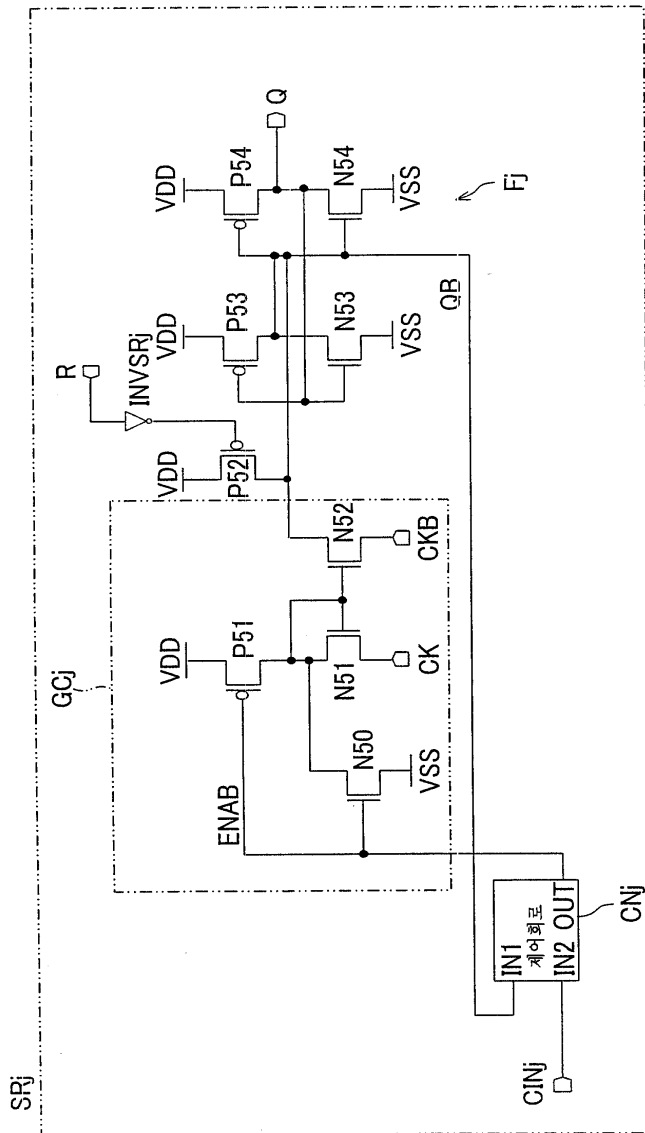 SRj
GCj
R
INVSRj
VDD
P51
VDD
P52
VDD
P53
VDD
P54
Q
ENAB
N50
VSS
N51
CK
N52
CKB
N53
VSS
N54
VSS
QB
Fj
CINj
IN1
제어회로
IN2 OUT
CNj